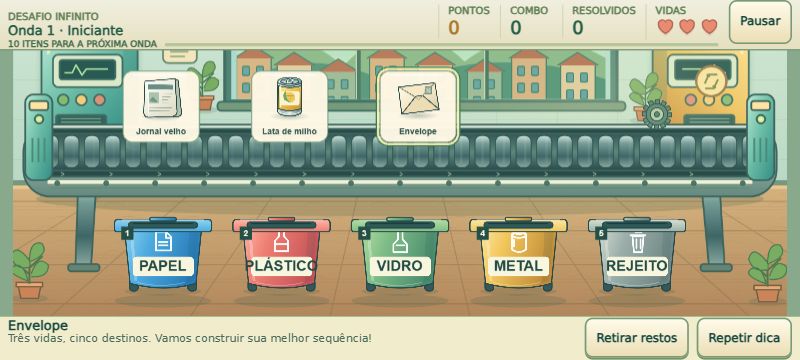 DESAFIO INFINITO
Onda 1 · Iniciante
10 ITENS PARA A PRÓXIMA ONDA
PONTOS
0
COMBO
0
RESOLVIDOS
0
VIDAS
Pausar
Jornal velho
Lata de milho
Envelope
1
PAPEL
2
PLÁSTICO
3
VIDRO
4
METAL
5
REJEITO
Envelope
Três vidas, cinco destinos. Vamos construir sua melhor sequência!
Retirar restos
Repetir dica